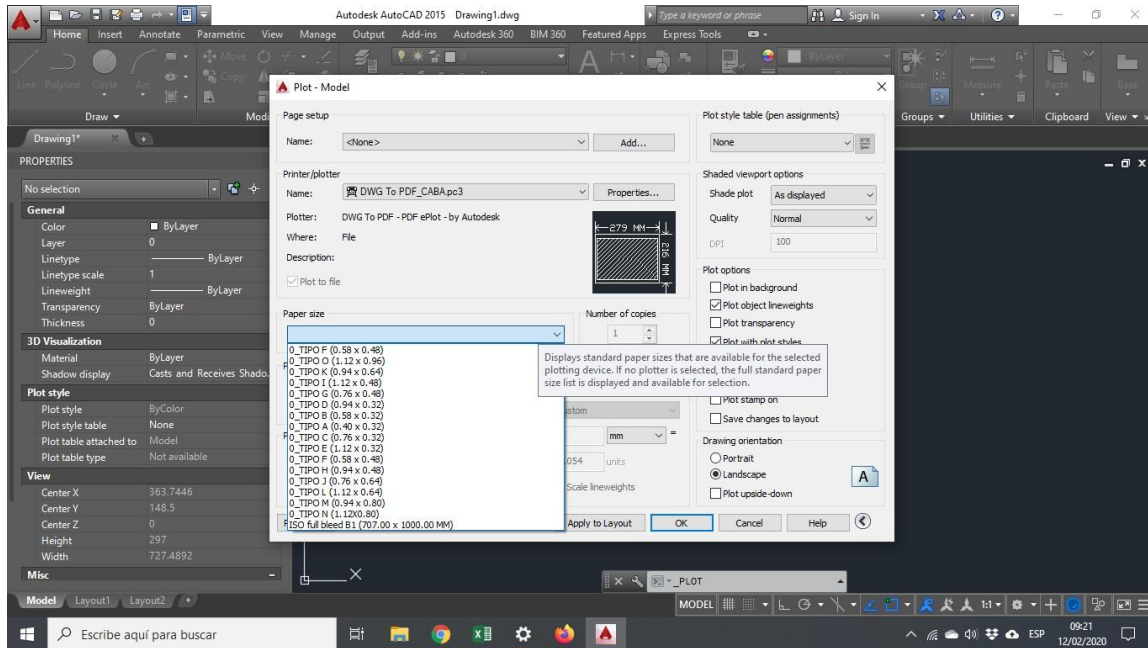 Autodesk AutoCAD 2015 Drawing1.dwg
Type a keyword or phrase
Sign In
Home Insert Annotate Parametric View Manage Output Add-ins Autodesk 360 BIM 360 Featured Apps Express Tools
Line Polyline Circle Arc
Move
Copy
ByLayer
Group
Measure
Paste
Base
Draw
Modi
Groups
Utilities
Clipboard
View
Drawing1*
PROPERTIES
No selection
General
Color ByLayer
Layer 0
Linetype ByLayer
Linetype scale 1
Lineweight ByLayer
Transparency ByLayer
Thickness 0
3D Visualization
Material ByLayer
Shadow display Casts and Receives Shado.
Plot style
Plot style ByColor
Plot style table None
Plot table attached to Model
Plot table type Not available
View
Center X 363.7446
Center Y 148.5
Center Z 0
Height 297
Width 727.4892
Misc
Plot - Model
Page setup
Name: <None>
Add...
Printer/plotter
Name: DWG To PDF_CABA.pc3
Properties...
Plotter: DWG To PDF - PDF ePlot - by Autodesk
Where: File
Description:
Plot to file
279 MM
216 MM
Paper size
Number of copies
1
0_TIPO F (0.58 x 0.48)
0_TIPO O (1.12 x 0.96)
0_TIPO K (0.94 x 0.64)
0_TIPO I (1.12 x 0.48)
0_TIPO G (0.76 x 0.48)
0_TIPO D (0.94 x 0.32)
0_TIPO B (0.58 x 0.32)
0_TIPO A (0.40 x 0.32)
0_TIPO C (0.76 x 0.32)
0_TIPO E (1.12 x 0.32)
0_TIPO F (0.58 x 0.48)
0_TIPO H (0.94 x 0.48)
0_TIPO J (0.76 x 0.64)
0_TIPO L (1.12 x 0.64)
0_TIPO M (0.94 x 0.80)
0_TIPO N (1.12X0.80)
ISO full bleed B1 (707.00 x 1000.00 MM)
Displays standard paper sizes that are available for the selected
plotting device. If no plotter is selected, the full standard paper
size list is displayed and available for selection.
stom
mm =
054 units
Scale lineweights
Plot style table (pen assignments)
None
Shaded viewport options
Shade plot As displayed
Quality Normal
DPI 100
Plot options
Plot in background
Plot object lineweights
Plot transparency
Plot with plot styles
Plot stamp on
Save changes to layout
Drawing orientation
Portrait
Landscape
Plot upside-down
A
Apply to Layout OK Cancel Help
_PLOT
Model Layout1 Layout2
MODEL
1:1
Escribe aquí para buscar
ESP
09:21
12/02/2020